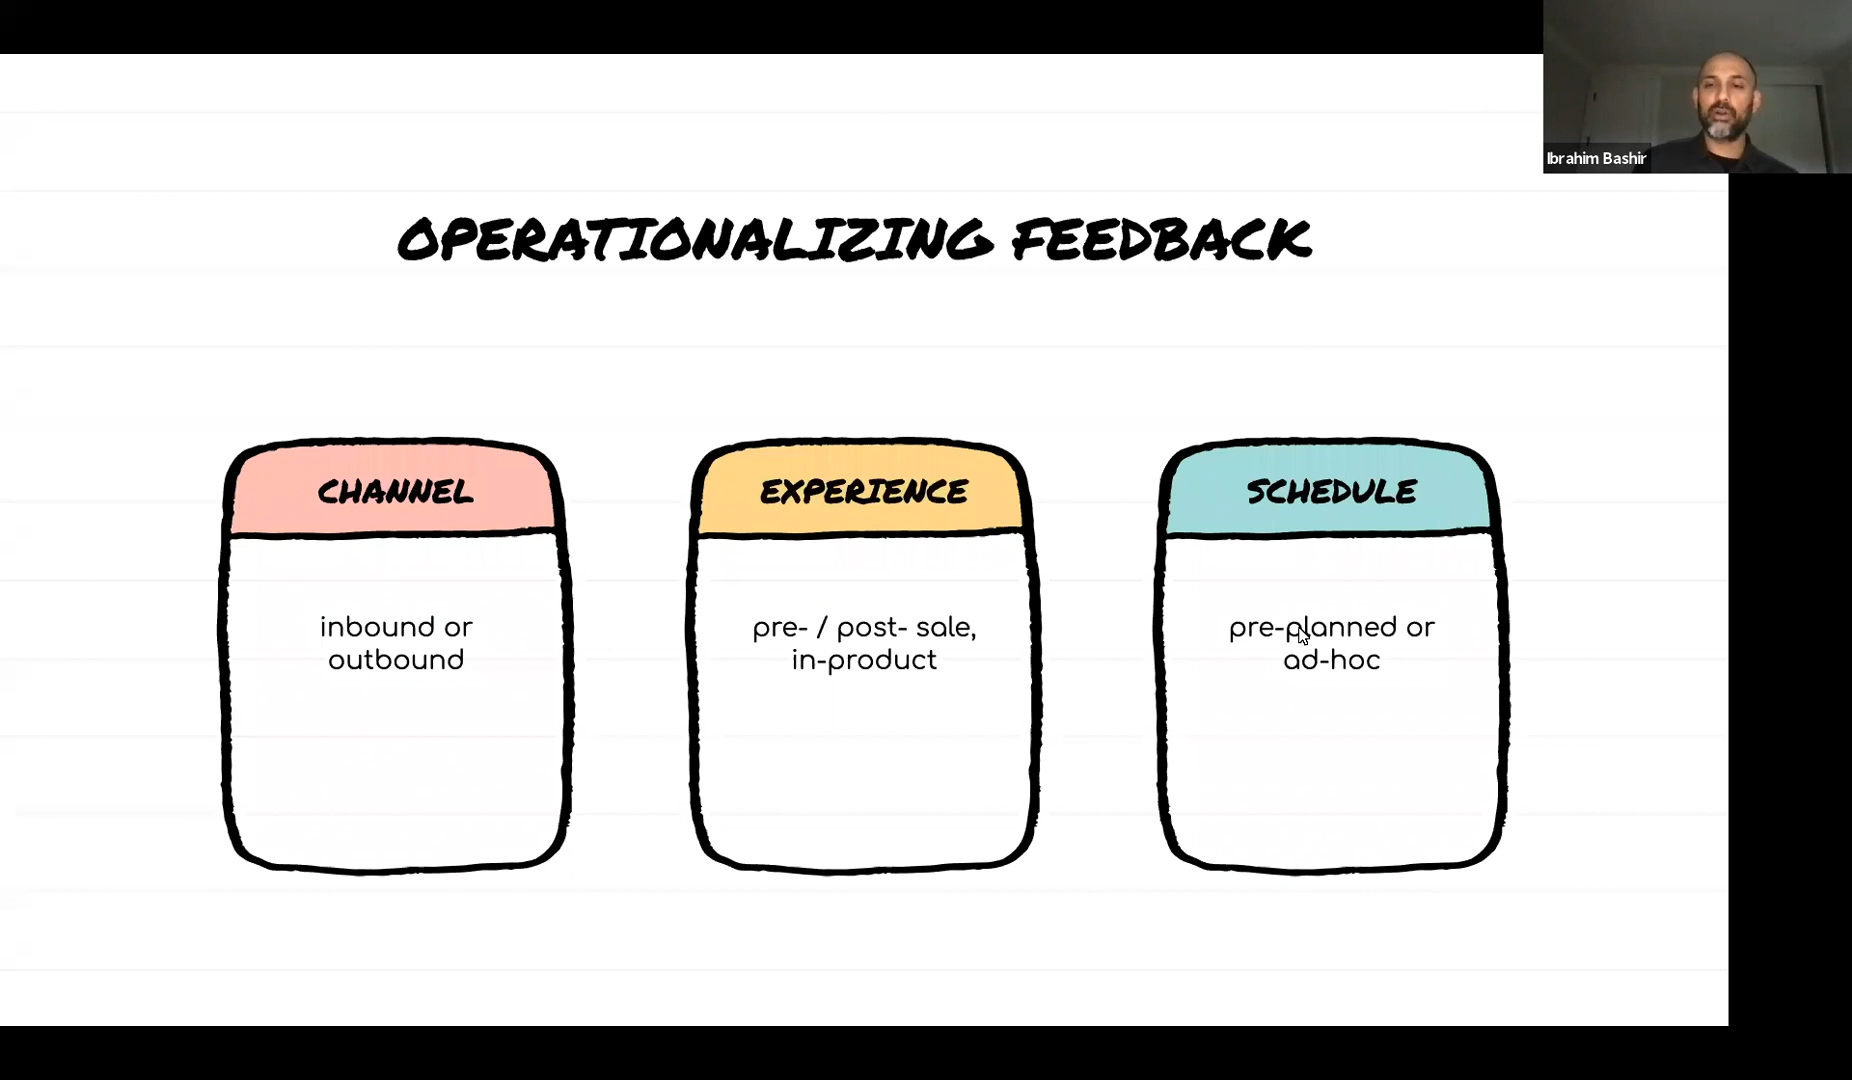 Ibrahim Bashir
OPERATIONALIZING FEEDBACK
CHANNEL
inbound or
outbound
EXPERIENCE
pre- / post- sale,
in-product
SCHEDULE
pre-planned or
ad-hoc